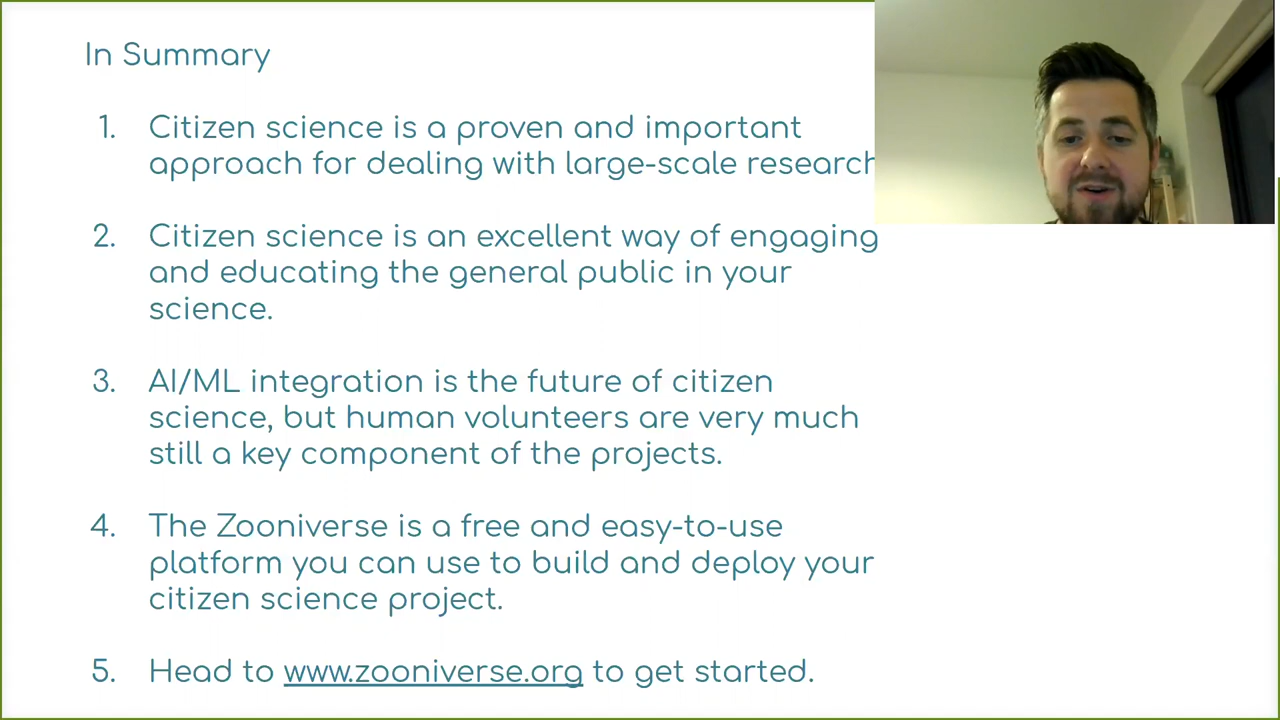 In Summary
1. Citizen science is a proven and important
approach for dealing with large-scale research
2. Citizen science is an excellent way of engaging
and educating the general public in your
science.
3. AI/ML integration is the future of citizen
science, but human volunteers are very much
still a key component of the projects.
4. The Zooniverse is a free and easy-to-use
platform you can use to build and deploy your
citizen science project.
5. Head to www.zooniverse.org to get started.